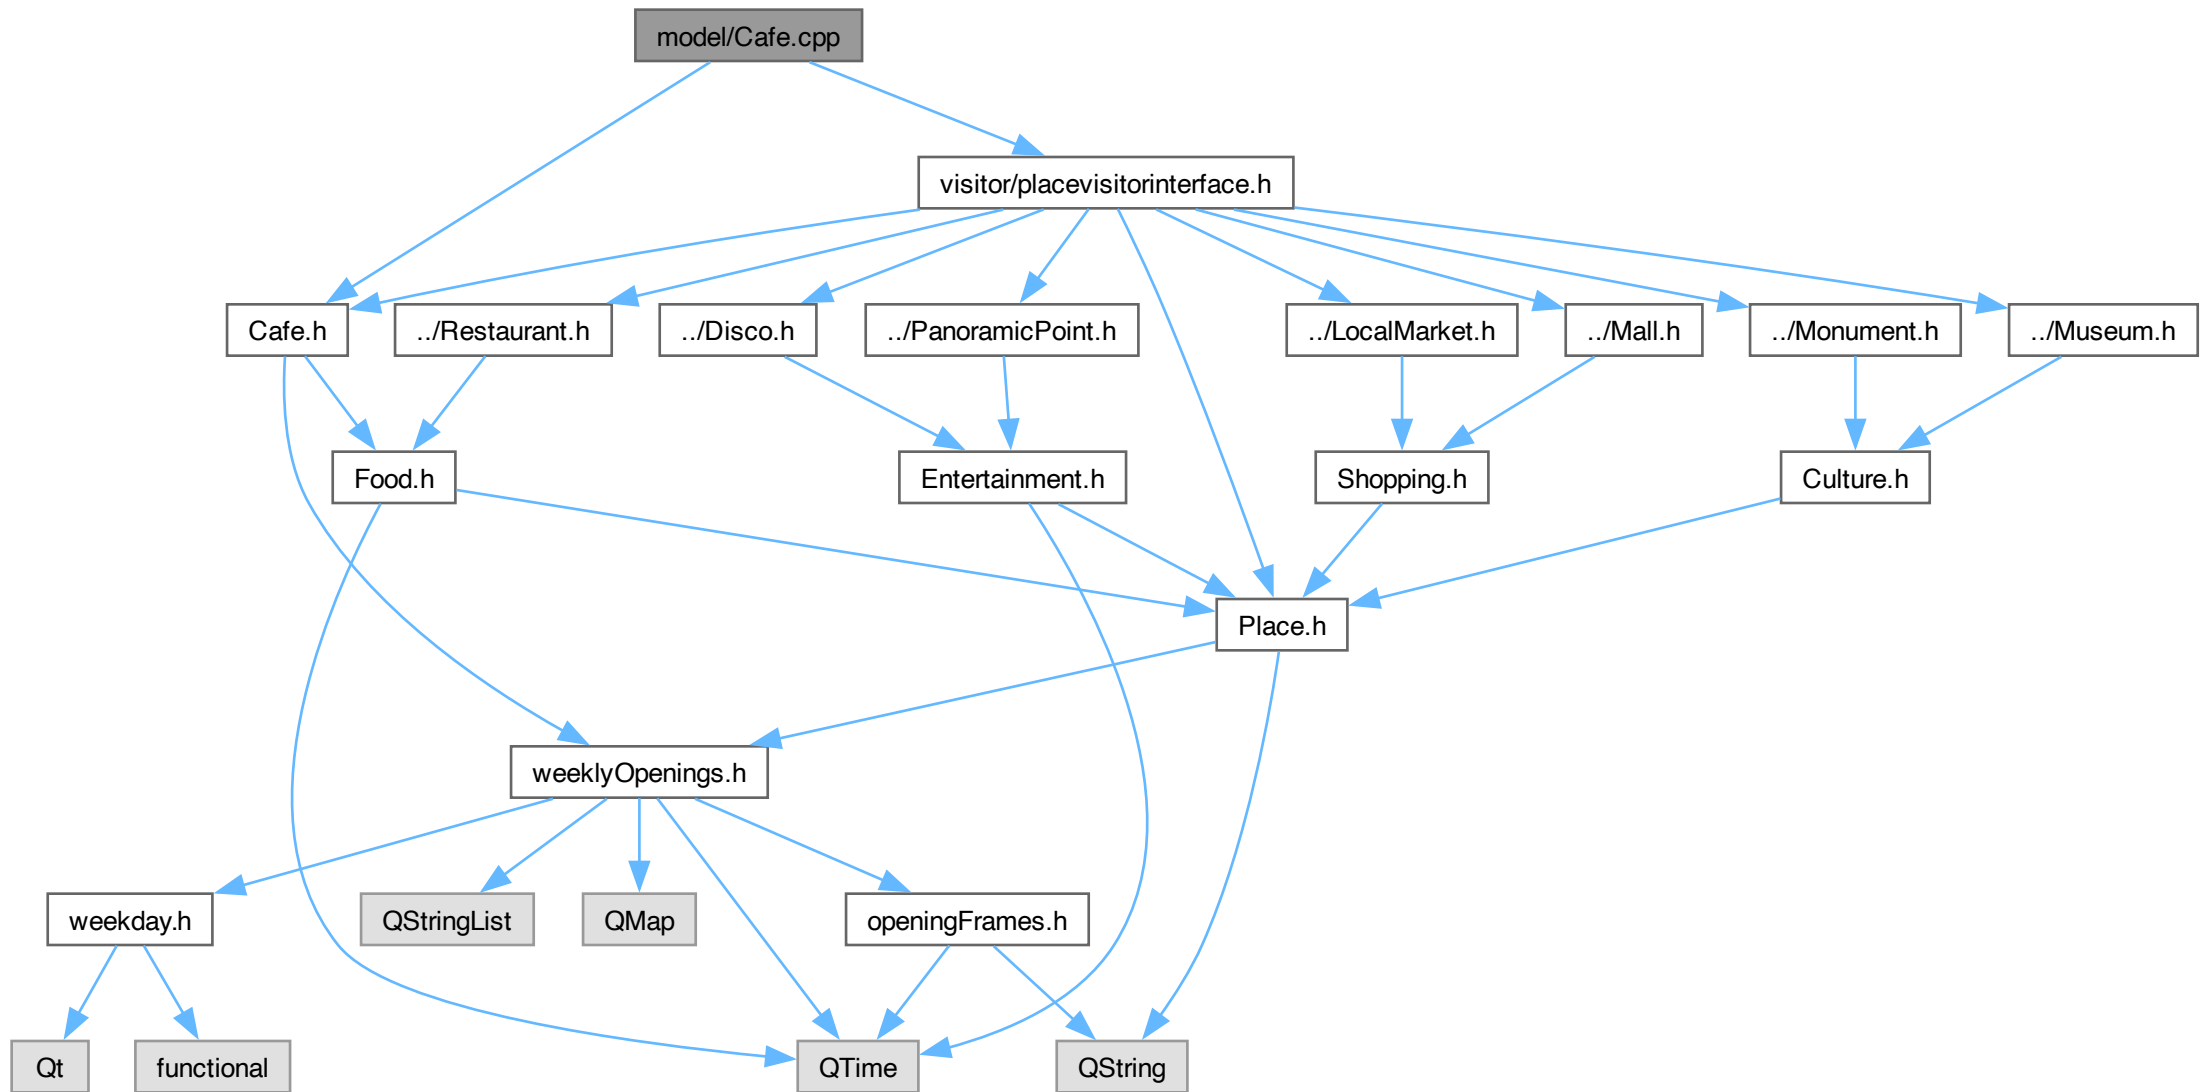 model/Cafe.cpp
visitor/placevisitorinterface.h
Cafe.h
../Restaurant.h
../Disco.h
../PanoramicPoint.h
../LocalMarket.h
../Mall.h
../Monument.h
../Museum.h
Food.h
Entertainment.h
Shopping.h
Culture.h
Place.h
weeklyOpenings.h
weekday.h
QStringList
QMap
openingFrames.h
Qt
functional
QTime
QString